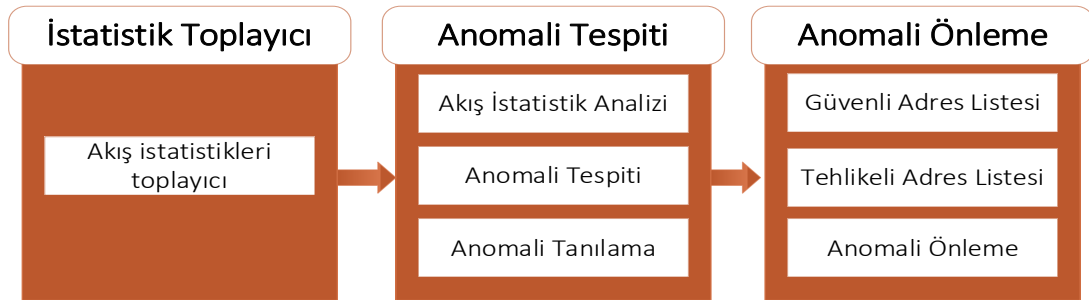 İstatistik Toplayıcı
Akış istatistikleri
toplayıcı
Anomali Tespiti
Akış İstatistik Analizi
Anomali Tespiti
Anomali Tanılama
Anomali Önleme
Güvenli Adres Listesi
Tehlikeli Adres Listesi
Anomali Önleme